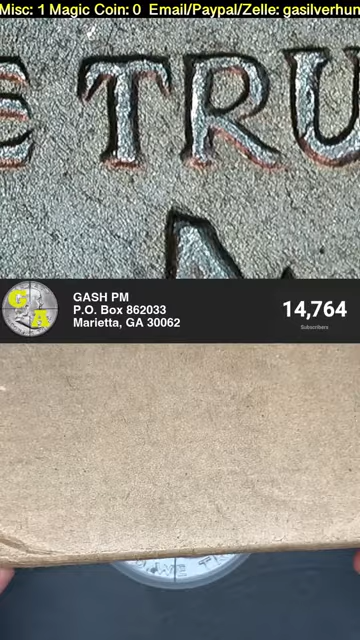 Misc: 1 Magic Coin: 0 Email/Paypal/Zelle: gasilverhun
E TRU
GA
GASH PM
P.O. Box 862033
Marietta, GA 30062
14,764
Subscribers